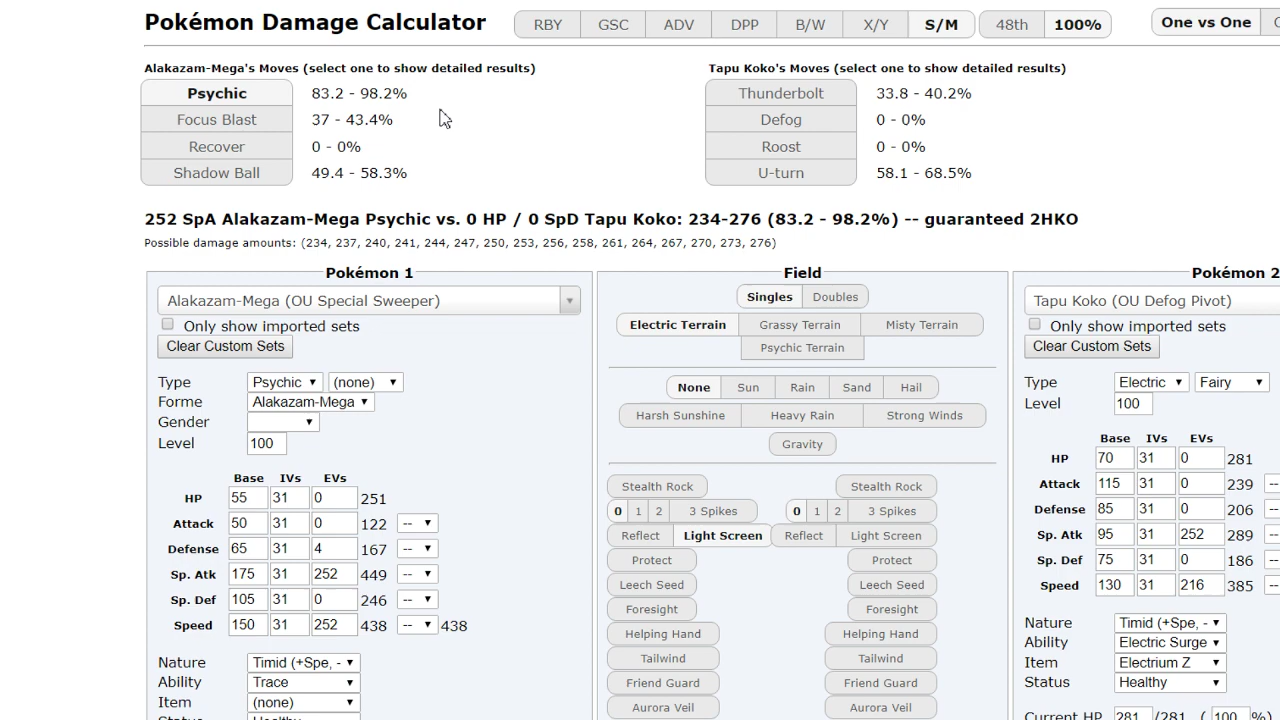 Pokémon Damage Calculator RBY GSC ADV DPP B/W X/Y S/M 48th 100% One vs One
Alakazam-Mega's Moves (select one to show detailed results) Tapu Koko's Moves (select one to show detailed results)
Psychic 83.2 - 98.2% Thunderbolt 33.8 - 40.2%
Focus Blast 37 - 43.4% Defog 0 - 0%
Recover 0 - 0% Roost 0 - 0%
Shadow Ball 49.4 - 58.3% U-turn 58.1 - 68.5%
252 SpA Alakazam-Mega Psychic vs. 0 HP / 0 SpD Tapu Koko: 234-276 (83.2 - 98.2%) -- guaranteed 2HKO
Possible damage amounts: (234, 237, 240, 241, 244, 247, 250, 253, 256, 258, 261, 264, 267, 270, 273, 276)
Pokémon 1
Alakazam-Mega (OU Special Sweeper)
Only show imported sets
Clear Custom Sets
Type Psychic (none)
Forme Alakazam-Mega
Gender
Level 100
Base IVs EVs
HP 55 31 0 251
Attack 50 31 0 122 --
Defense 65 31 4 167 --
Sp. Atk 175 31 252 449 --
Sp. Def 105 31 0 246 --
Speed 150 31 252 438 -- 438
Nature Timid (+Spe, -
Ability Trace
Item (none)
Status Healthy
Field
Singles Doubles
Electric Terrain Grassy Terrain Misty Terrain
Psychic Terrain
None Sun Rain Sand Hail
Harsh Sunshine Heavy Rain Strong Winds
Gravity
Stealth Rock Stealth Rock
0 1 2 3 Spikes 0 1 2 3 Spikes
Reflect Light Screen Reflect Light Screen
Protect Protect
Leech Seed Leech Seed
Foresight Foresight
Helping Hand Helping Hand
Tailwind Tailwind
Friend Guard Friend Guard
Aurora Veil Aurora Veil
Pokémon 2
Tapu Koko (OU Defog Pivot)
Only show imported sets
Clear Custom Sets
Type Electric Fairy
Level 100
Base IVs EVs
HP 70 31 0 281
Attack 115 31 0 239 --
Defense 85 31 0 206 --
Sp. Atk 95 31 252 289 --
Sp. Def 75 31 0 186 --
Speed 130 31 216 385 --
Nature Timid (+Spe, -
Ability Electric Surge
Item Electrium Z
Status Healthy
Current HP 281 /281 ( 100 %)